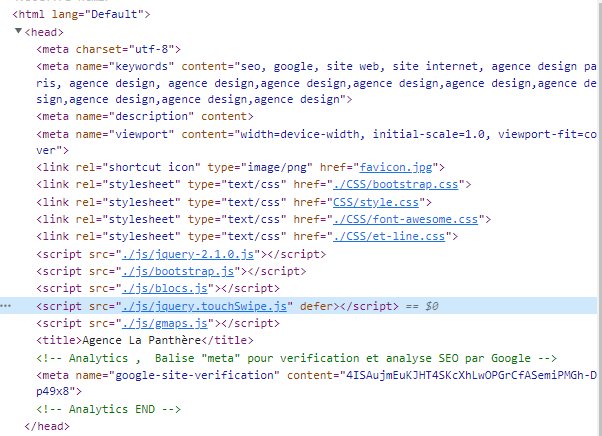 <html lang="Default">
▼<head>
<meta charset="utf-8">
<meta name="keywords" content="seo, google, site web, site internet, agence design pa
ris, agence design, agence design,agence design,agence design,agence design,agence de
sign,agence design,agence design,agence design">
<meta name="description" content>
<meta name="viewport" content="width=device-width, initial-scale=1.0, viewport-fit=co
ver">
<link rel="shortcut icon" type="image/png" href="favicon.jpg">
<link rel="stylesheet" type="text/css" href="./CSS/bootstrap.css">
<link rel="stylesheet" type="text/css" href="CSS/style.css">
<link rel="stylesheet" type="text/css" href="./CSS/font-awesome.css">
<link rel="stylesheet" type="text/css" href="./CSS/et-line.css">
<script src="./js/jquery-2.1.0.js"></script>
<script src="./js/bootstrap.js"></script>
<script src="./js/blocs.js"></script>
… <script src="./js/jquery.touchSwipe.js" defer></script> == $0
<script src="./js/gmaps.js"></script>
<title>Agence La Panthère</title>
<!-- Analytics ,  Balise "meta" pour verification et analyse SEO par Google -->
<meta name="google-site-verification" content="4ISAujmEuKJHT4SKcXhLwOPGrCfASemiPMGh-D
p49x8">
<!-- Analytics END -->
</head>